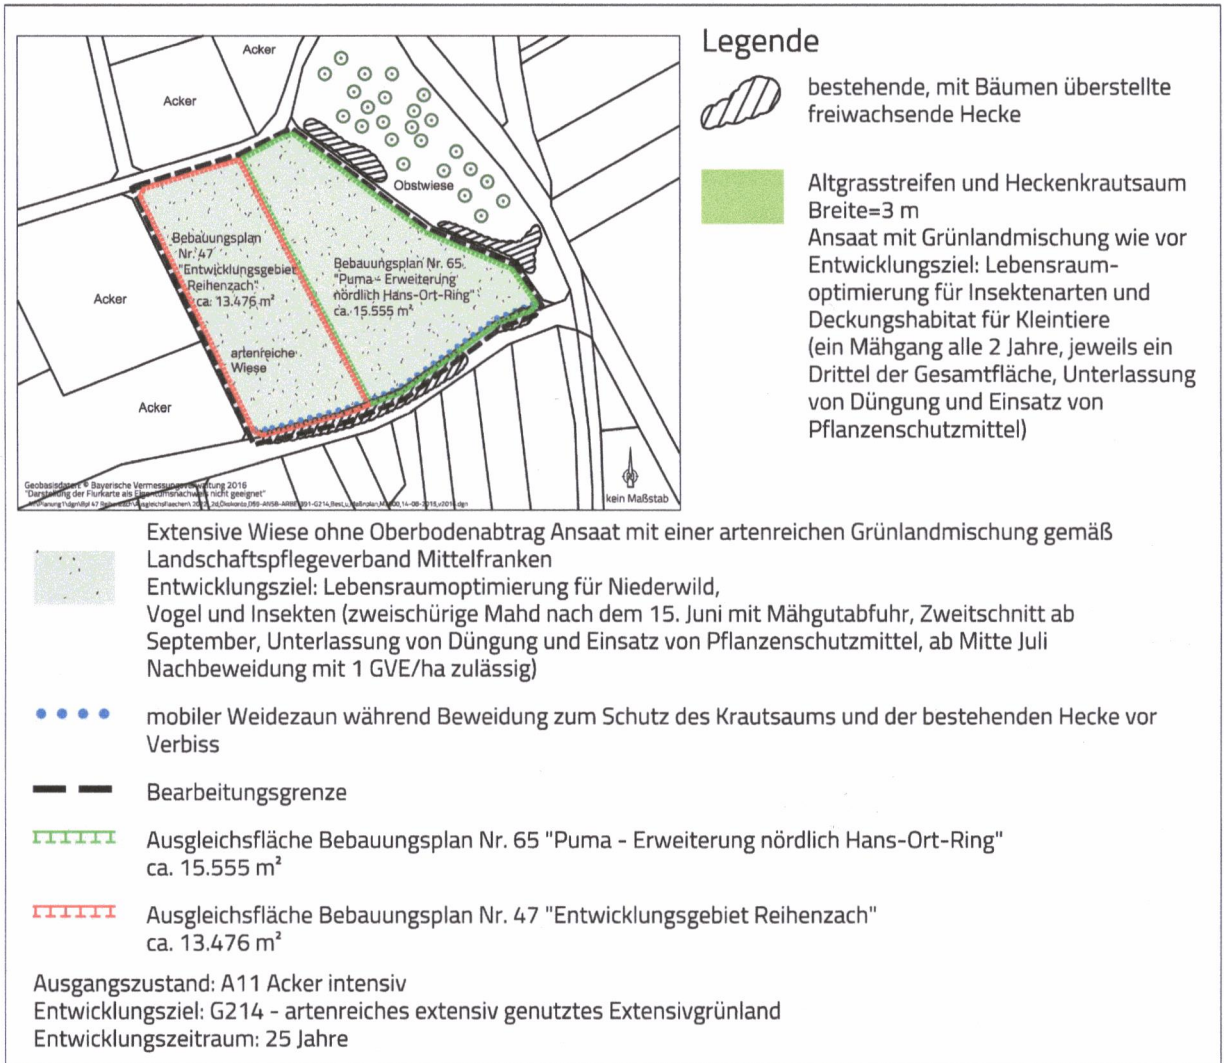 Acker
Acker
Acker
Acker
Obstwiese
Bebauungsplan
Nr. 47
"Entwicklungsgebiet
Reihenzach"
ca. 13.476 m²
Bebauungsplan Nr. 65
"Puma - Erweiterung
nördlich Hans-Ort-Ring"
ca. 15.555 m²
artenreiche
Wiese
Geobasisdaten © Bayerische Vermessungsverwaltung 2016
"Darstellung der Flurkarte als Eigentumsnachweis nicht geeignet"
kein Maßstab
Legende
bestehende, mit Bäumen überstellte
freiwachsende Hecke
Altgrasstreifen und Heckenkrautsaum
Breite=3 m
Ansaat mit Grünlandmischung wie vor
Entwicklungsziel: Lebensraum-
optimierung für Insektenarten und
Deckungshabitat für Kleintiere
(ein Mähgang alle 2 Jahre, jeweils ein
Drittel der Gesamtfläche, Unterlassung
von Düngung und Einsatz von
Pflanzenschutzmittel)
Extensive Wiese ohne Oberbodenabtrag Ansaat mit einer artenreichen Grünlandmischung gemäß
Landschaftspflegeverband Mittelfranken
Entwicklungsziel: Lebensraumoptimierung für Niederwild,
Vogel und Insekten (zweischürige Mahd nach dem 15. Juni mit Mähgutabfuhr, Zweitschnitt ab
September, Unterlassung von Düngung und Einsatz von Pflanzenschutzmittel, ab Mitte Juli
Nachbeweidung mit 1 GVE/ha zulässig)
mobiler Weidezaun während Beweidung zum Schutz des Krautsaums und der bestehenden Hecke vor
Verbiss
Bearbeitungsgrenze
Ausgleichsfläche Bebauungsplan Nr. 65 "Puma - Erweiterung nördlich Hans-Ort-Ring"
ca. 15.555 m²
Ausgleichsfläche Bebauungsplan Nr. 47 "Entwicklungsgebiet Reihenzach"
ca. 13.476 m²
Ausgangszustand: A11 Acker intensiv
Entwicklungsziel: G214 - artenreiches extensiv genutztes Extensivgrünland
Entwicklungszeitraum: 25 Jahre